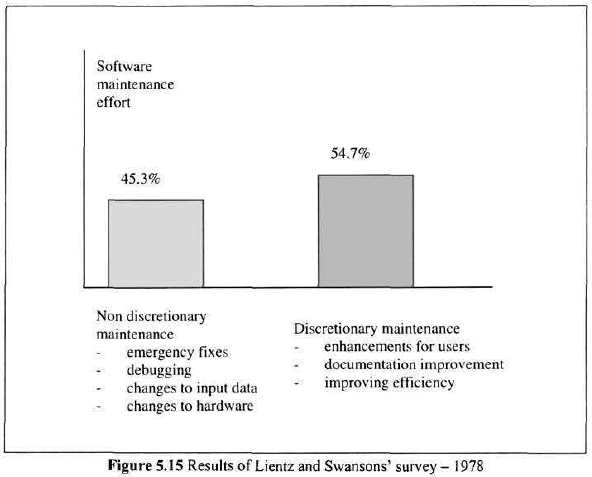 Software
maintenance
effort
45.3%
54.7%
Non discretionary
maintenance
- emergency fixes
- debugging
- changes to input data
- changes to hardware
Discretionary maintenance
- enhancements for users
- documentation improvement
- improving efficiency
Figure 5.15 Results of Lientz and Swansons' survey – 1978